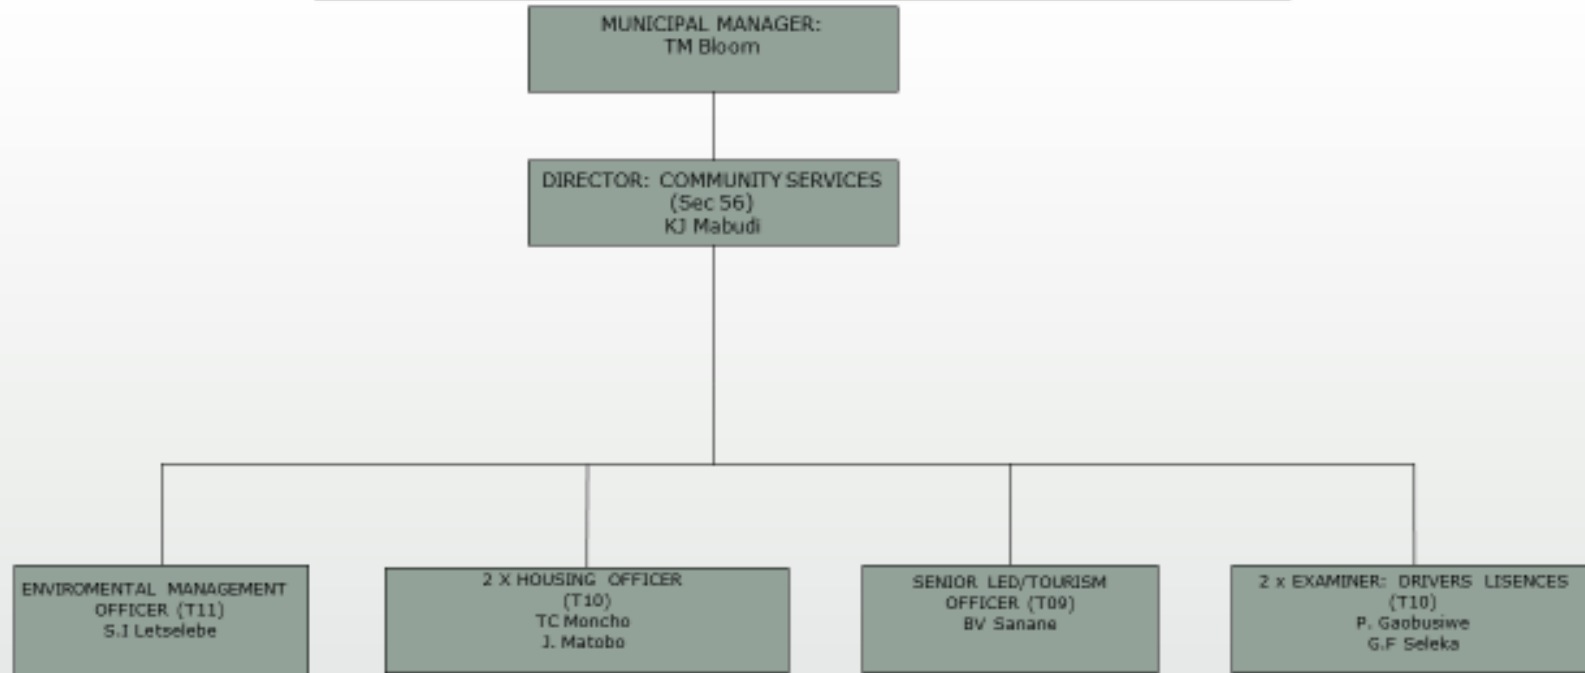 MUNICIPAL MANAGER:
TM Bloom
DIRECTOR: COMMUNITY SERVICES
(Sec 56)
KJ Mabudi
ENVIROMENTAL MANAGEMENT
OFFICER (T11)
S.I Letselebe
2 X HOUSING OFFICER
(T10)
TC Moncho
J. Matobo
SENIOR LED/TOURISM
OFFICER (T09)
BV Sanane
2 x EXAMINER: DRIVERS LISENCES
(T10)
P. Gaobusiwe
G.F Seleka